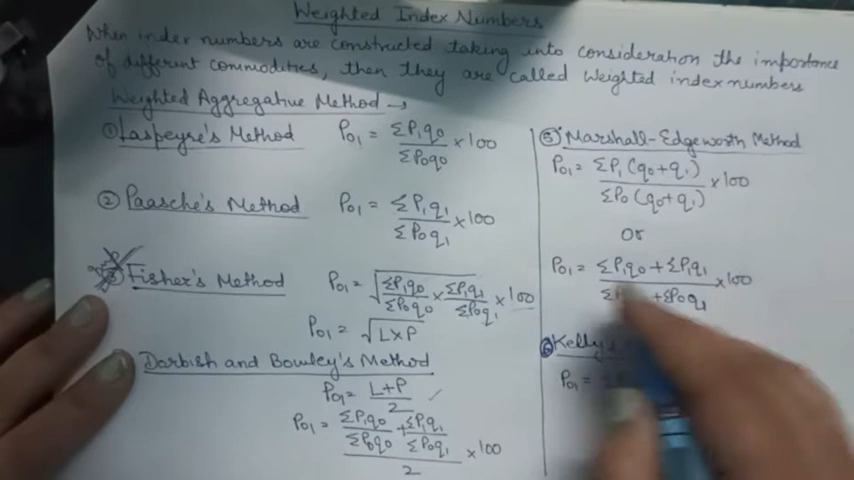 Weighted Index Numbers
When index numbers are constructed taking into consideration the importance
of different commodities, then they are called Weighted index numbers
Weighted Aggregative Method →
① Laspeyre's Method P01 = ΣP1q0 / ΣP0q0 × 100
② Paasche's Method P01 = ΣP1q1 / ΣP0q1 × 100
Fisher's Method P01 = √(ΣP1q0 / ΣP0q0 × ΣP1q1 / ΣP0q1) × 100
P01 = √(L×P)
Dorbish and Bowley's Method
P01 = L+P / 2
P01 = (ΣP1q0 / ΣP0q0 + ΣP1q1 / ΣP0q1) / 2 × 100
⑤ Marshall-Edgeworth Method
P01 = ΣP1(q0+q1) / ΣP0(q0+q1) × 100
Or
P01 = ΣP1q0 + ΣP1q1 / + ΣP0q1 × 100
⑥ Kelly's
P01 =